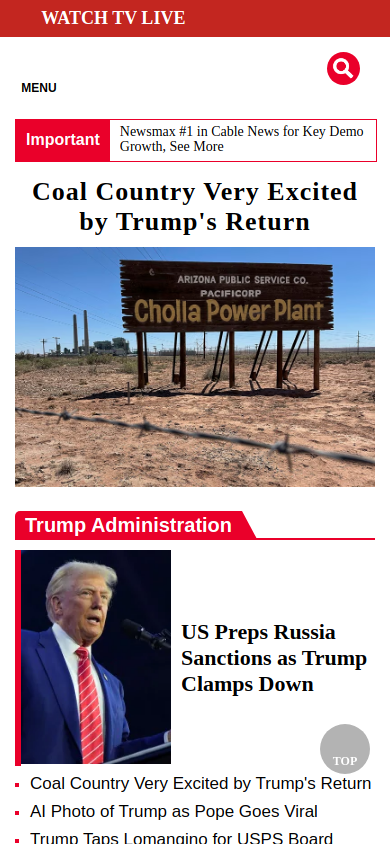 WATCH TV LIVE
MENU
Important
Newsmax #1 in Cable News for Key Demo
Growth, See More
Coal Country Very Excited
by Trump's Return
ARIZONA PUBLIC SERVICE CO.
PACIFICORP
Cholla Power Plant
Trump Administration
US Preps Russia
Sanctions as Trump
Clamps Down
TOP
Coal Country Very Excited by Trump's Return
AI Photo of Trump as Pope Goes Viral
Trump Taps Lomangino for USPS Board